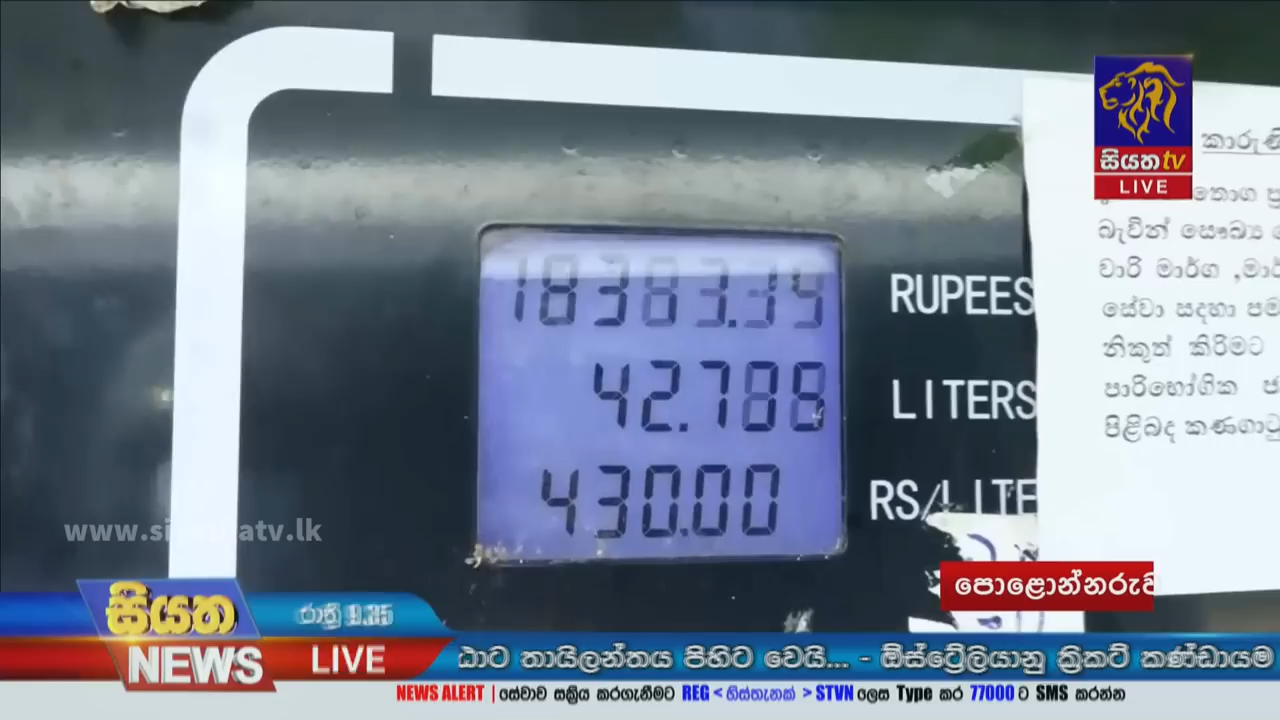 සියත tv
LIVE
කාරුණි
තොග ප්‍ර
බැවින් සෞඛ්‍ය
වාරි මාර්ග ,මාර්
සේවා සදහා පම
නිකුත් කිරිමට
පාරිභෝගික ජ
පිළිබද කණගාටු
RUPEES
42.788 LITERS
430.00 RS/LITE
පොළොන්නරුව
සියත
NEWS
රාත්‍රී 9.35
LIVE
ඨාට තායිලන්තය පිහිට වෙයි... - ඕස්ට්‍රේලියානු ක්‍රිකට් කණ්ඩායම
NEWS ALERT | සේවාව සක්‍රිය කරගැනීමට REG < හිස්තැනක් > STVN ලෙස Type කර 77000 ට SMS කරන්න